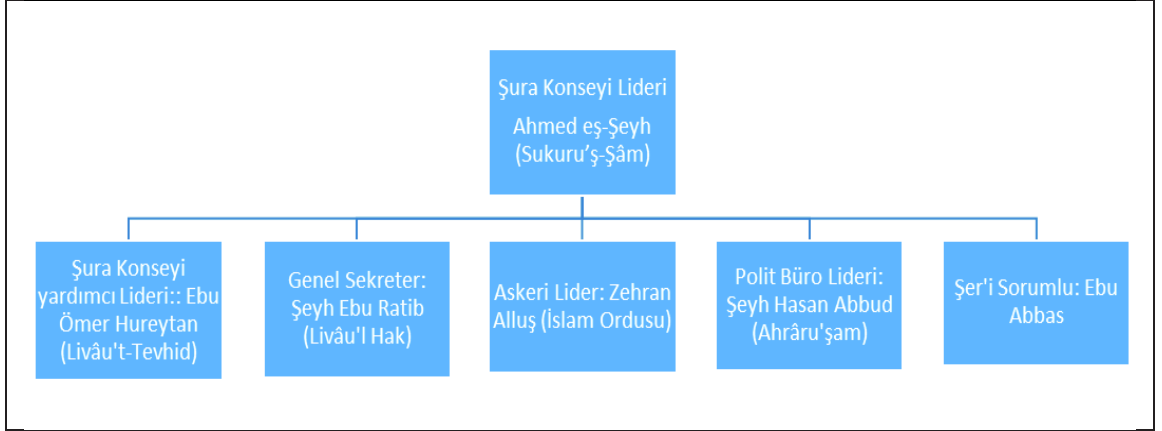 Şura Konseyi Lideri
Ahmed eş-Şeyh
(Sukuru’ş-Şâm)
Şura Konseyi
yardımcı Lideri:: Ebu
Ömer Hureytan
(Livâu't-Tevhid)
Genel Sekreter:
Şeyh Ebu Ratib
(Livâu'l Hak)
Askeri Lider: Zehran
Alluş (İslam Ordusu)
Polit Büro Lideri:
Şeyh Hasan Abbud
(Ahrâru'şam)
Şer'i Sorumlu: Ebu
Abbas